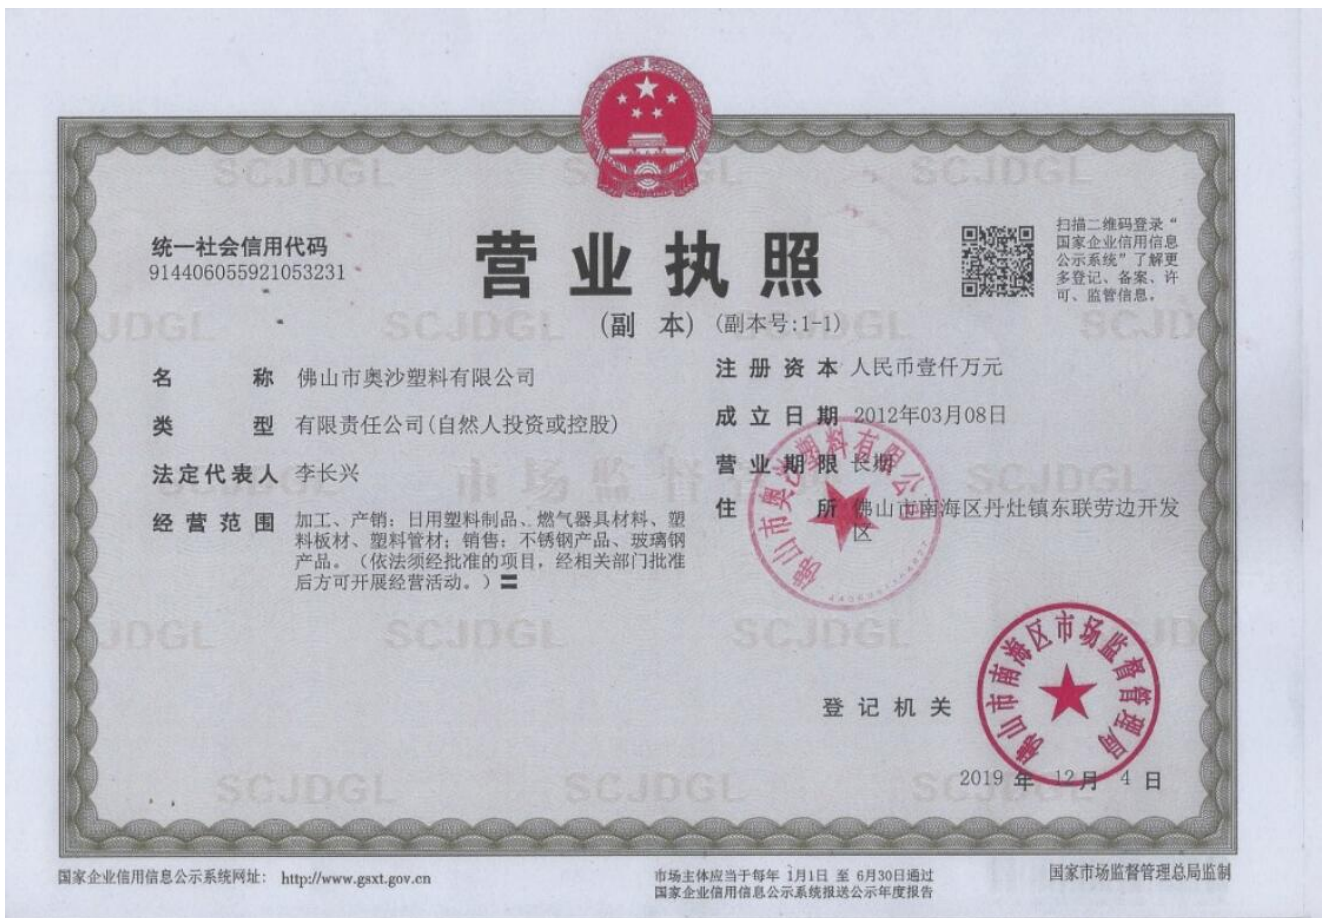 统一社会信用代码
914406055921053231
营业执照
(副 本) (副本号:1-1)
扫描二维码登录“
国家企业信用信息
公示系统”了解更
多登记、备案、许
可、监管信息。
名 称 佛山市奥沙塑料有限公司
类 型 有限责任公司(自然人投资或控股)
法定代表人 李长兴
经营范围 加工、产销：日用塑料制品、燃气器具材料、塑
料板材、塑料管材；销售：不锈钢产品、玻璃钢
产品。（依法须经批准的项目，经相关部门批准
后方可开展经营活动。）〓
注册资本 人民币壹仟万元
成立日期 2012年03月08日
营业期限 长期
住 所 佛山市南海区丹灶镇东联劳边开发
区
佛山市奥沙塑料有限公司
登记机关
佛山市南海区市场监督管理局
2019 年 12 月 4 日
国家企业信用信息公示系统网址： http://www.gsxt.gov.cn
市场主体应当于每年 1月1日 至 6月30日通过
国家企业信用信息公示系统报送公示年度报告
国家市场监督管理总局监制
SCJDGL
市场监督管理